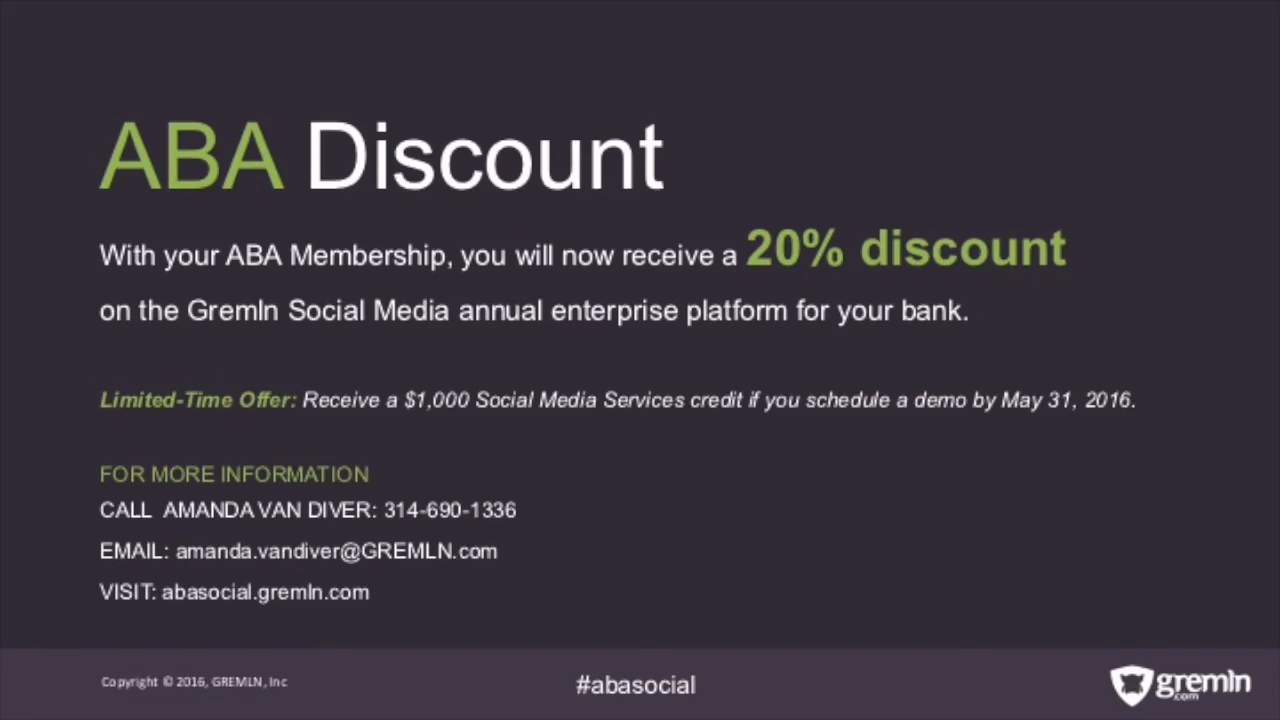 ABA Discount
With your ABA Membership, you will now receive a 20% discount
on the Gremln Social Media annual enterprise platform for your bank.
Limited-Time Offer: Receive a $1,000 Social Media Services credit if you schedule a demo by May 31, 2016.
FOR MORE INFORMATION
CALL AMANDA VAN DIVER: 314-690-1336
EMAIL: amanda.vandiver@GREMLN.com
VISIT: abasocial.gremln.com
Copyright © 2016, GREMLN, Inc
#abasocial
gremln
.com